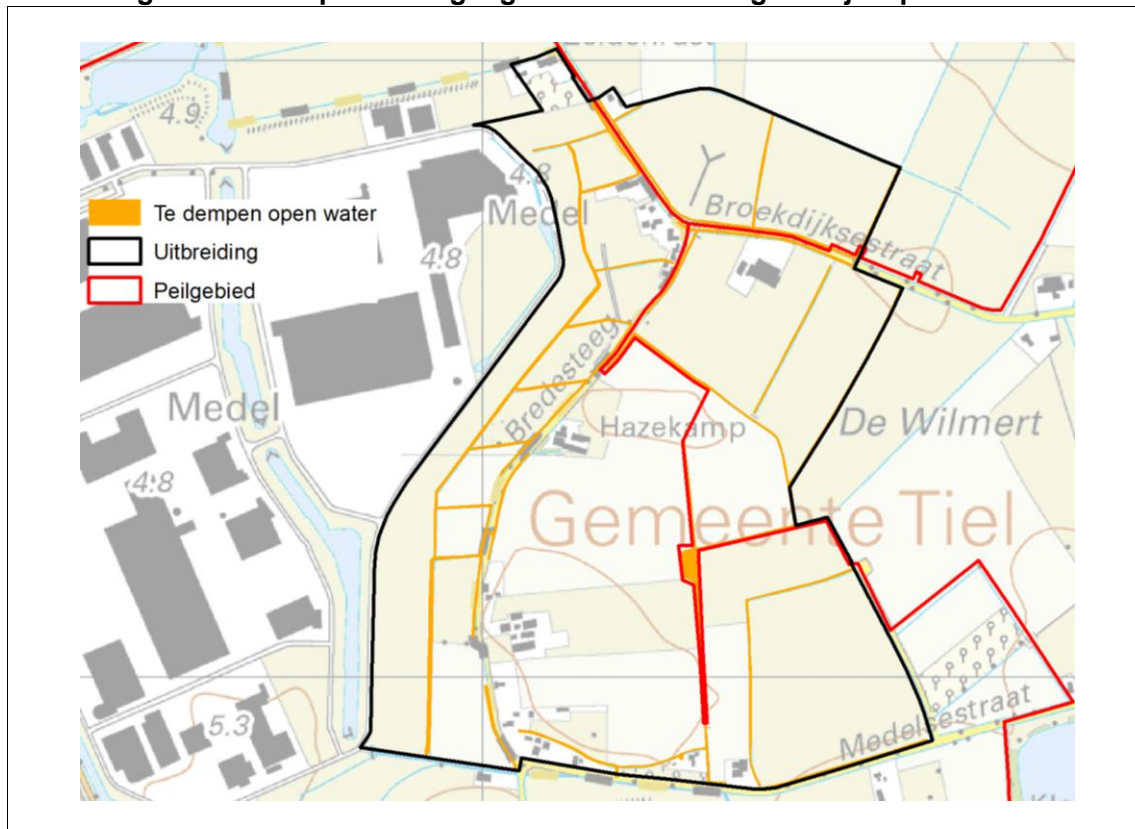 4.9
4.8
Medel
Te dempen open water
Uitbreiding
Peilgebied
4.8
Broekdijksestraat
Bredesteeg
Medel
Hazekamp
De Wilmert
4.8
Gemeente Tiel
5.3
Medelsestraat